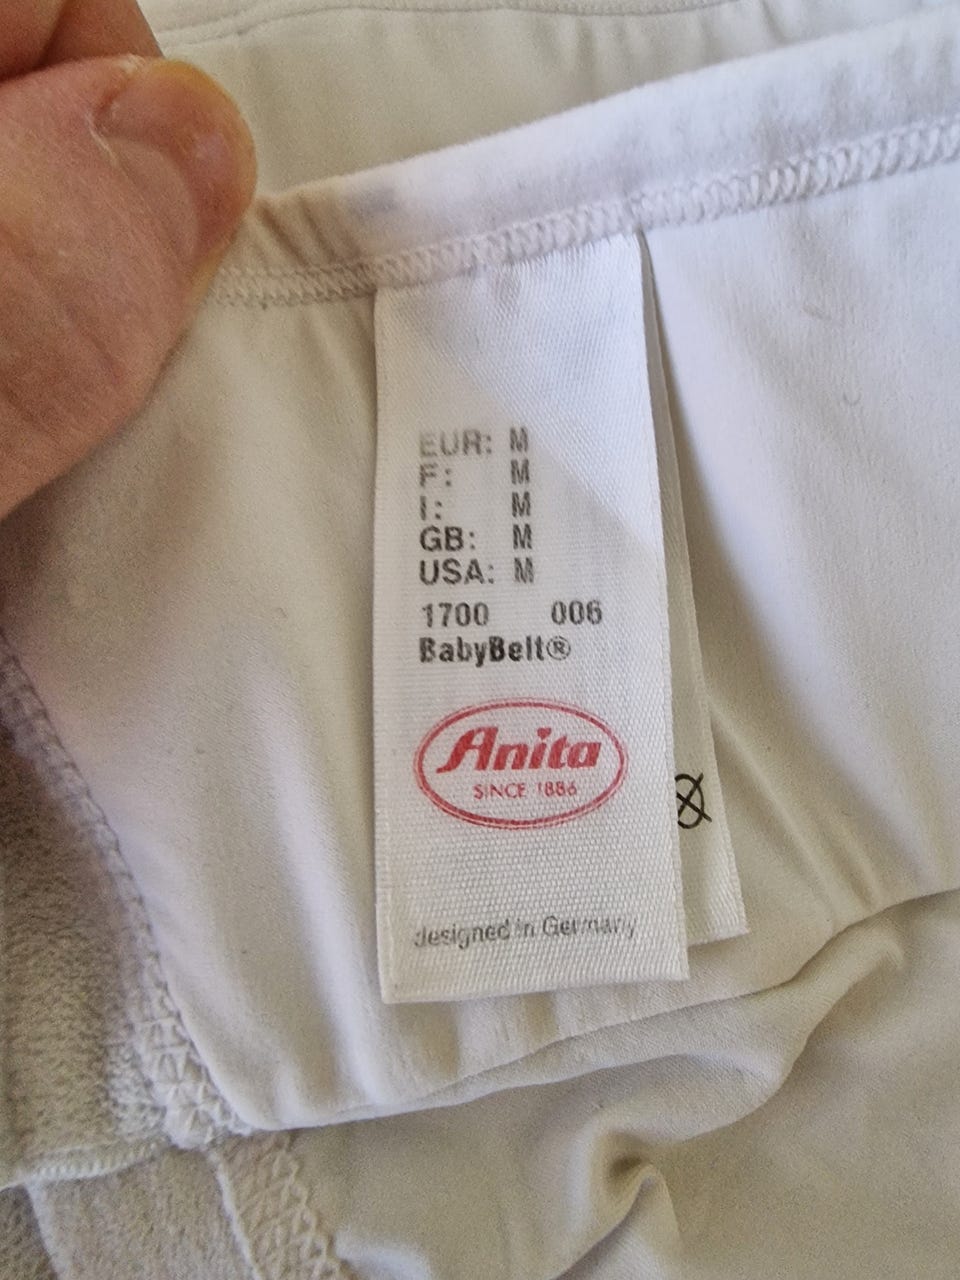 EUR: M
F: M
I: M
GB: M
USA: M
1700 006
BabyBelt®
Anita
SINCE 1886
designed in Germany